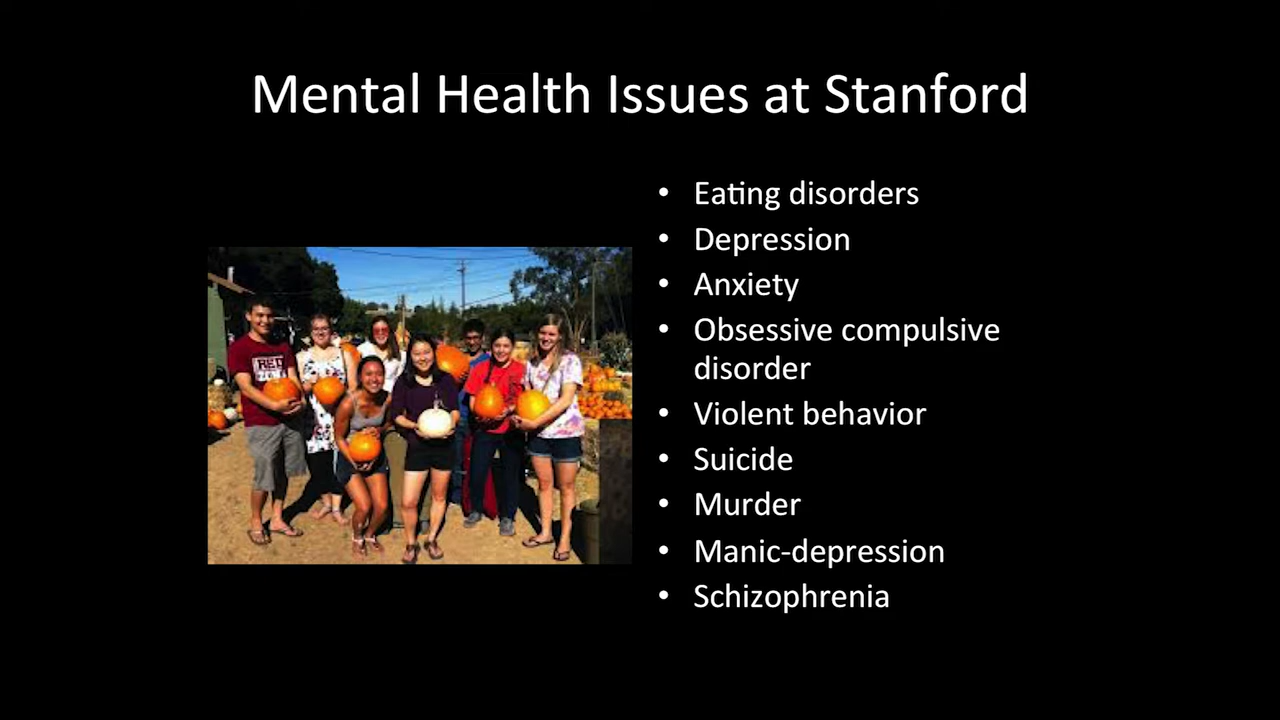 Mental Health Issues at Stanford
• Eating disorders
• Depression
• Anxiety
• Obsessive compulsive
disorder
• Violent behavior
• Suicide
• Murder
• Manic-depression
• Schizophrenia
RED